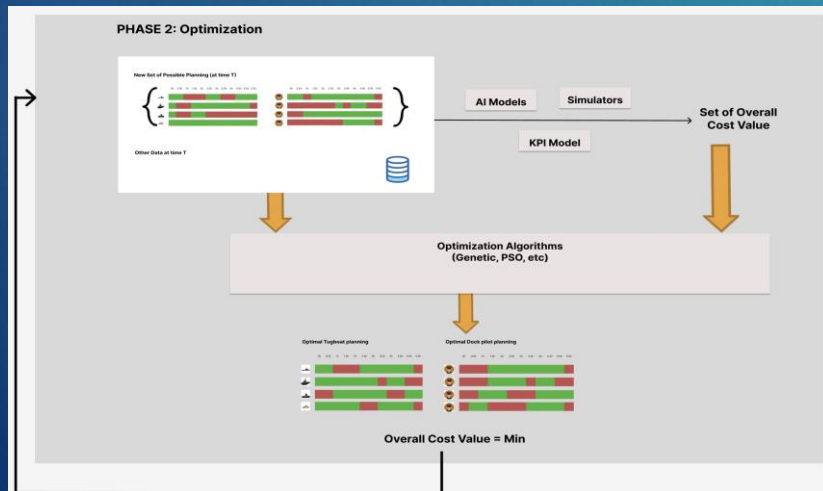 PHASE 2: Optimization
New Set of Possible Planning (at time T)
Other Data at time T
AI Models
Simulators
KPI Model
Set of Overall
Cost Value
Optimization Algorithms
(Genetic, PSO, etc)
Optimal Tugboat planning
Optimal Dock pilot planning
Overall Cost Value = Min